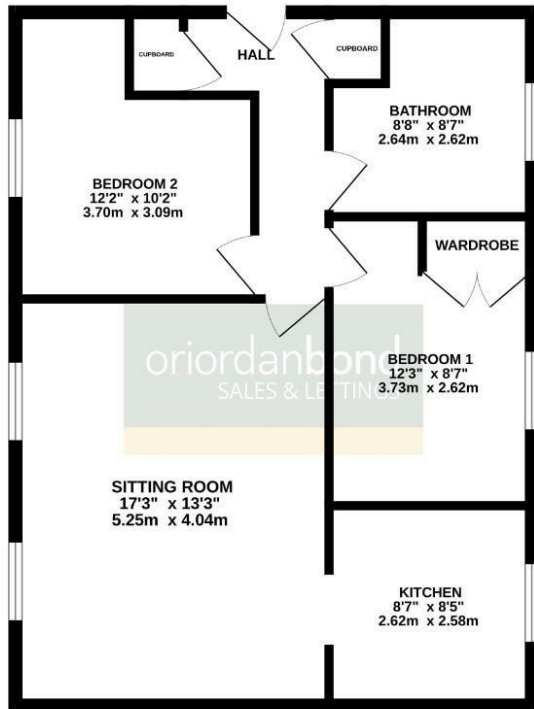 CUPBOARD
HALL
CUPBOARD
BATHROOM
8'8" x 8'7"
2.64m x 2.62m
BEDROOM 2
12'2" x 10'2"
3.70m x 3.09m
WARDROBE
oriordanbond
SALES & LETTINGS
BEDROOM 1
12'3" x 8'7"
3.73m x 2.62m
SITTING ROOM
17'3" x 13'3"
5.25m x 4.04m
KITCHEN
8'7" x 8'5"
2.62m x 2.58m